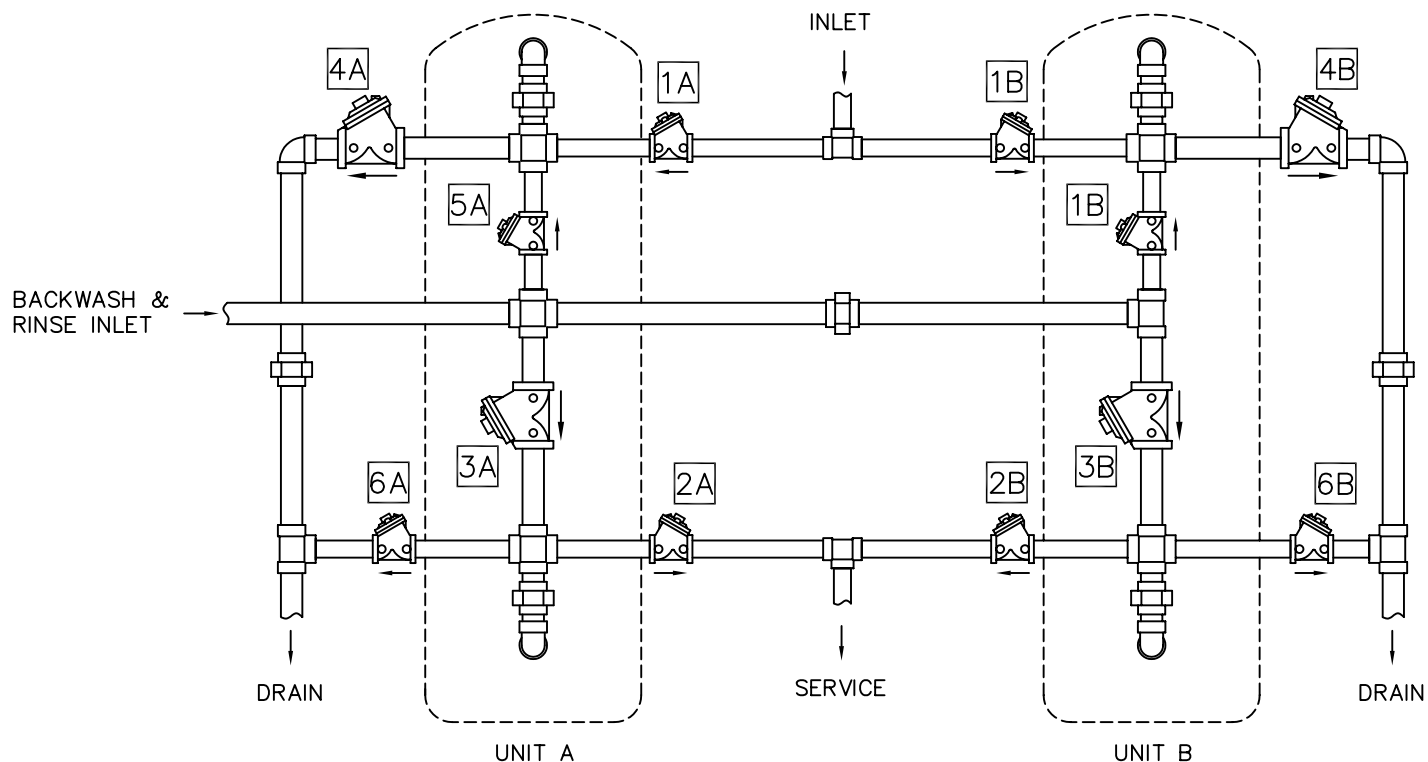 INLET
4A
1A
1B
4B
5A
1B
BACKWASH &
RINSE INLET
3A
3B
6A
2A
2B
6B
DRAIN
SERVICE
DRAIN
UNIT A
UNIT B